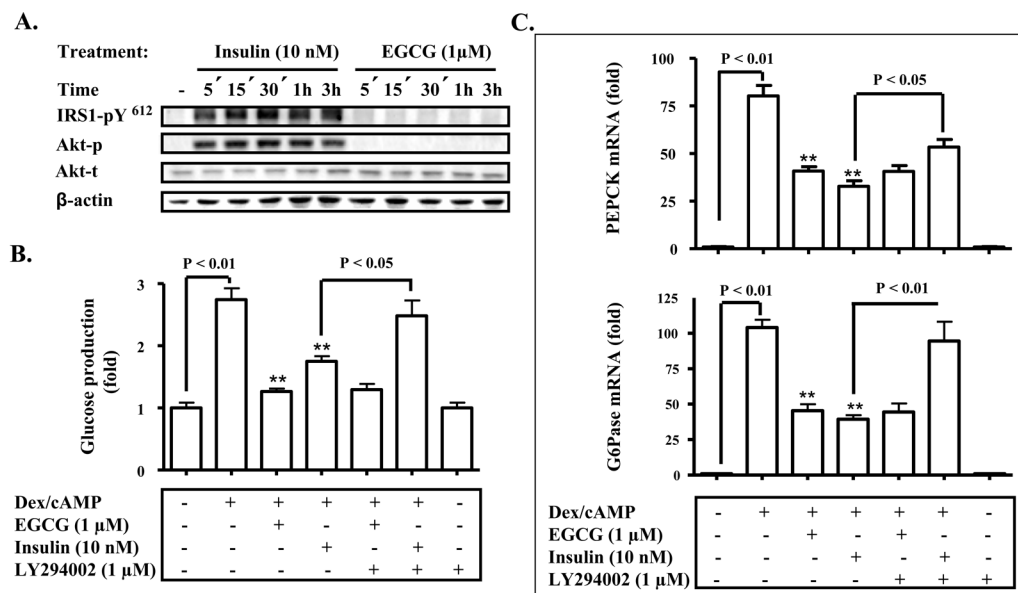 A.
Treatment: Insulin (10 nM) EGCG (1µM)
Time - 5´ 15´ 30´ 1h 3h 5´ 15´ 30´ 1h 3h
IRS1-pY 612
Akt-p
Akt-t
β-actin
B.
Glucose production
(fold)
3
2
1
0
P < 0.01
P < 0.05
**
**
Dex/cAMP - + + + + + -
EGCG (1 µM) + +
Insulin (10 nM) + +
LY294002 (1 µM) - - - - + + +
C.
PEPCK mRNA (fold)
100
75
50
25
0
P < 0.01
P < 0.05
**
**
G6Pase mRNA (fold)
125
100
75
50
25
0
P < 0.01
P < 0.01
**
**
Dex/cAMP - + + + + + -
EGCG (1 µM) - - + - + - -
Insulin (10 nM) - - - + - + -
LY294002 (1 µM) - - - - + + +